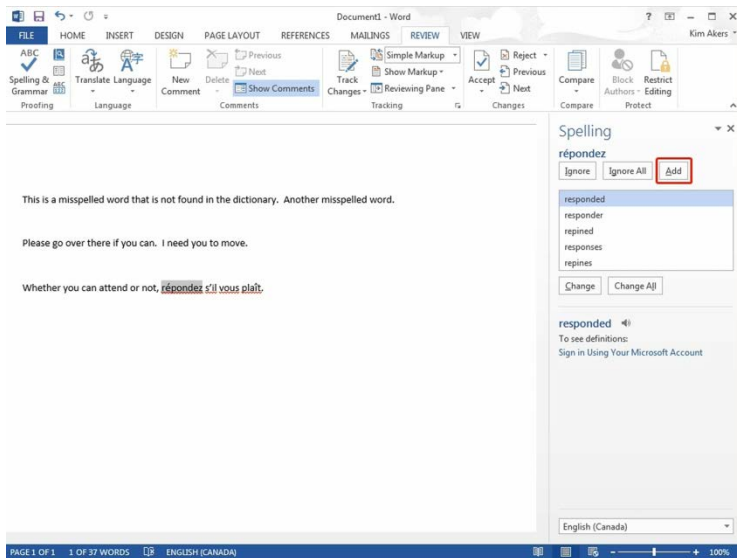 Document1 - Word
Kim Akers
FILE HOME INSERT DESIGN PAGE LAYOUT REFERENCES MAILINGS REVIEW VIEW
ABC
Spelling & Grammar
ABC
Translate
Language
New Comment
Delete
Previous
Next
Show Comments
Track Changes
Simple Markup
Show Markup
Reviewing Pane
Accept
Reject
Previous
Next
Compare
Block Authors
Restrict Editing
Proofing Language Comments Tracking Changes Compare Protect
This is a misspelled word that is not found in the dictionary. Another misspelled word.
Please go over there if you can. I need you to move.
Whether you can attend or not, répondez s'il vous plaît.
Spelling
répondez
Ignore Ignore All Add
responded
responder
repined
responses
repines
Change Change All
responded
To see definitions:
Sign in Using Your Microsoft Account
English (Canada)
PAGE 1 OF 1 1 OF 37 WORDS ENGLISH (CANADA) 100%